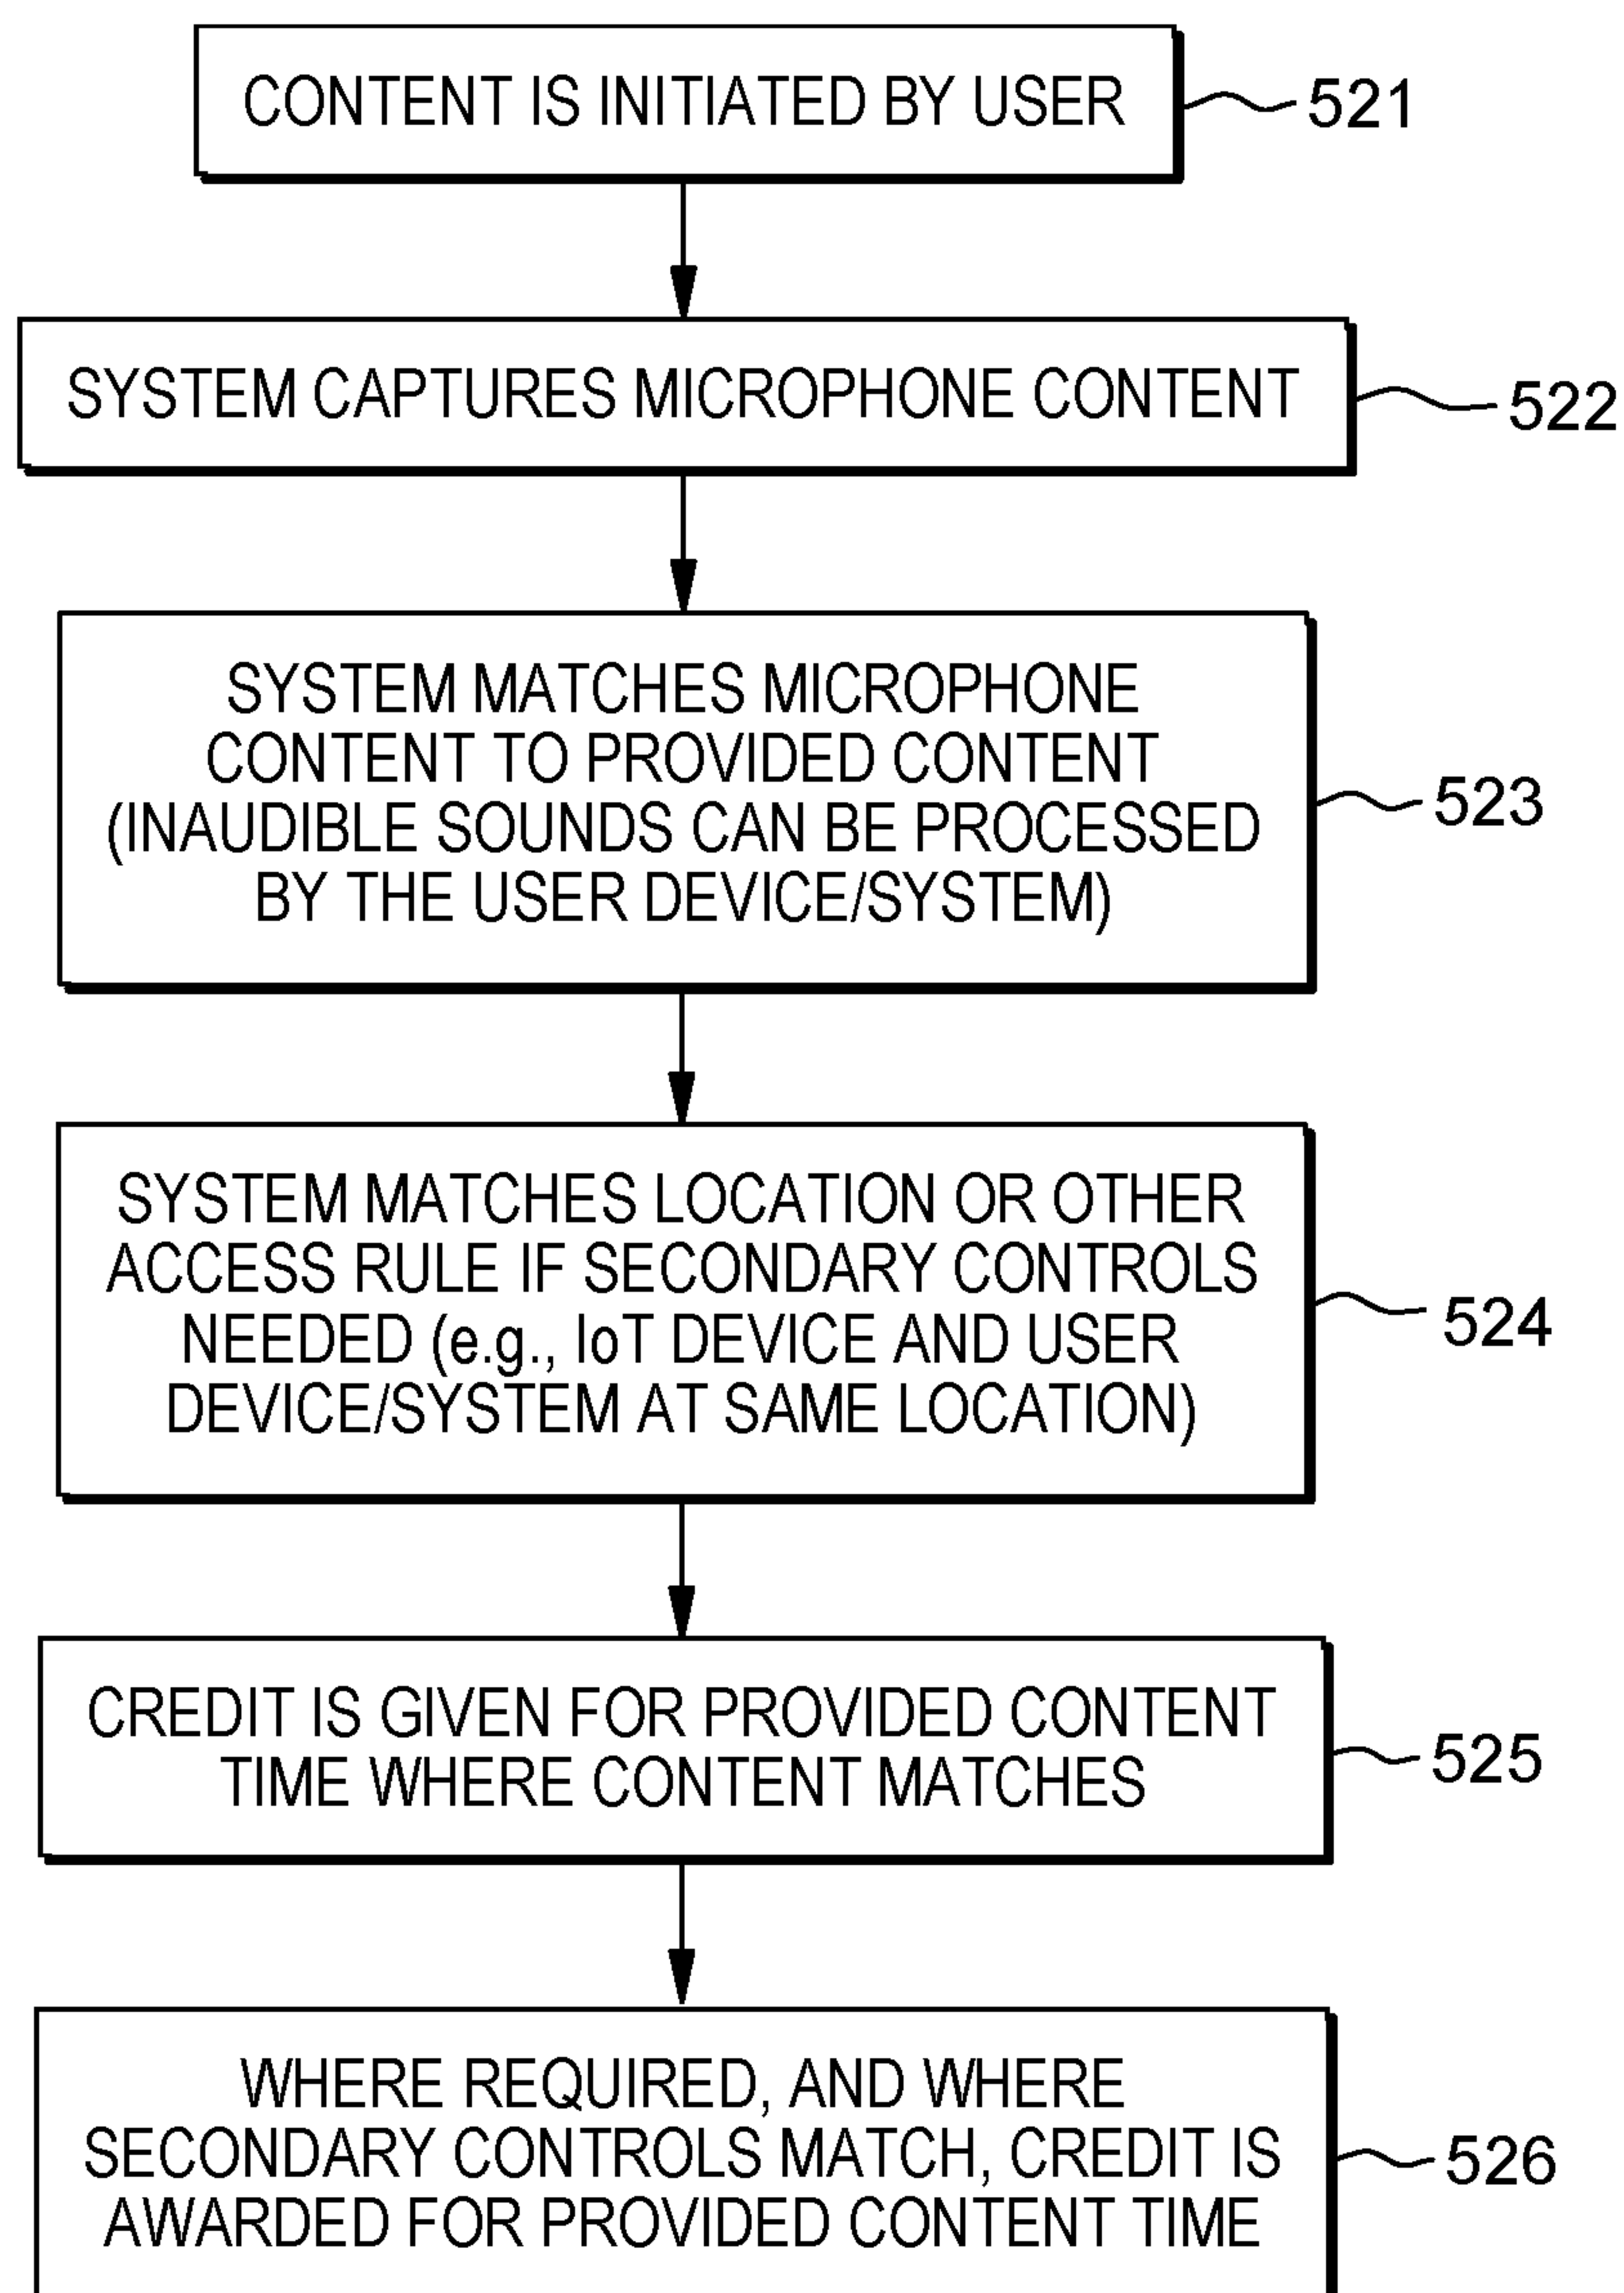 CONTENT IS INITIATED BY USER
521
SYSTEM CAPTURES MICROPHONE CONTENT
522
SYSTEM MATCHES MICROPHONE
CONTENT TO PROVIDED CONTENT
(INAUDIBLE SOUNDS CAN BE PROCESSED
BY THE USER DEVICE/SYSTEM)
523
SYSTEM MATCHES LOCATION OR OTHER
ACCESS RULE IF SECONDARY CONTROLS
NEEDED (e.g., IoT DEVICE AND USER
DEVICE/SYSTEM AT SAME LOCATION)
524
CREDIT IS GIVEN FOR PROVIDED CONTENT
TIME WHERE CONTENT MATCHES
525
WHERE REQUIRED, AND WHERE
SECONDARY CONTROLS MATCH, CREDIT IS
AWARDED FOR PROVIDED CONTENT TIME
526